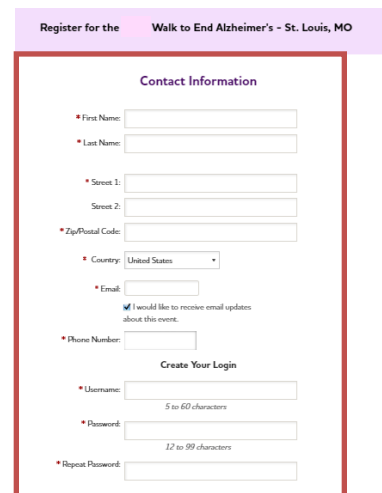 Register for the Walk to End Alzheimer's - St. Louis, MO
Contact Information
* First Name:
* Last Name:
* Street 1:
Street 2:
* Zip/Postal Code:
* Country: United States
* Email:
I would like to receive email updates
about this event.
* Phone Number:
Create Your Login
* Username:
5 to 60 characters
* Password:
12 to 99 characters
* Repeat Password: